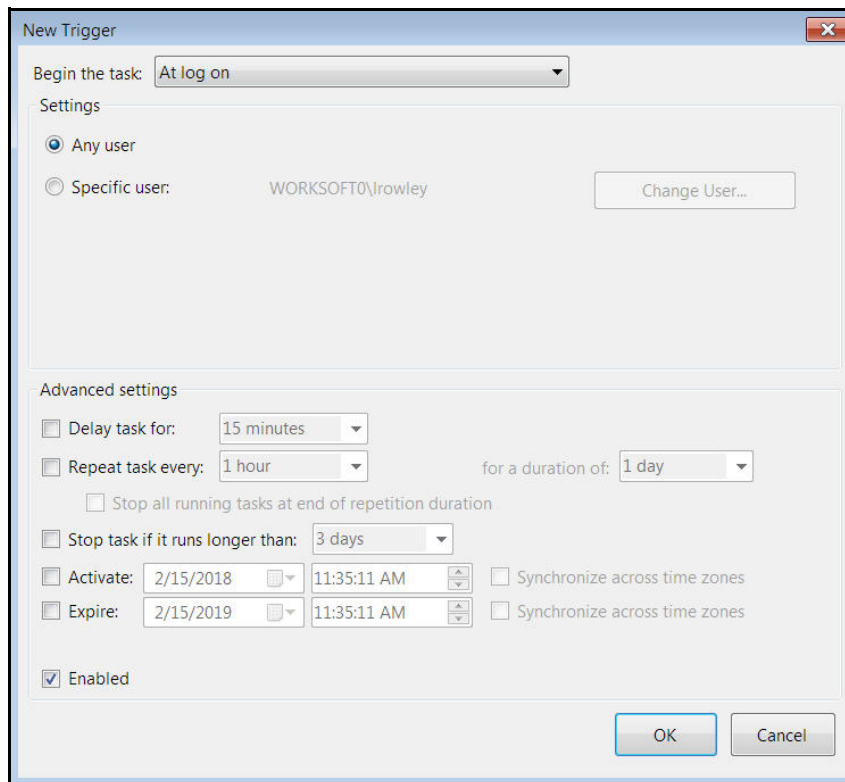 New Trigger
Begin the task: At log on
Settings
Any user
Specific user: WORKSOFT0\lrowley Change User...
Advanced settings
Delay task for: 15 minutes
Repeat task every: 1 hour for a duration of: 1 day
Stop all running tasks at end of repetition duration
Stop task if it runs longer than: 3 days
Activate: 2/15/2018 11:35:11 AM Synchronize across time zones
Expire: 2/15/2019 11:35:11 AM Synchronize across time zones
Enabled
OK Cancel